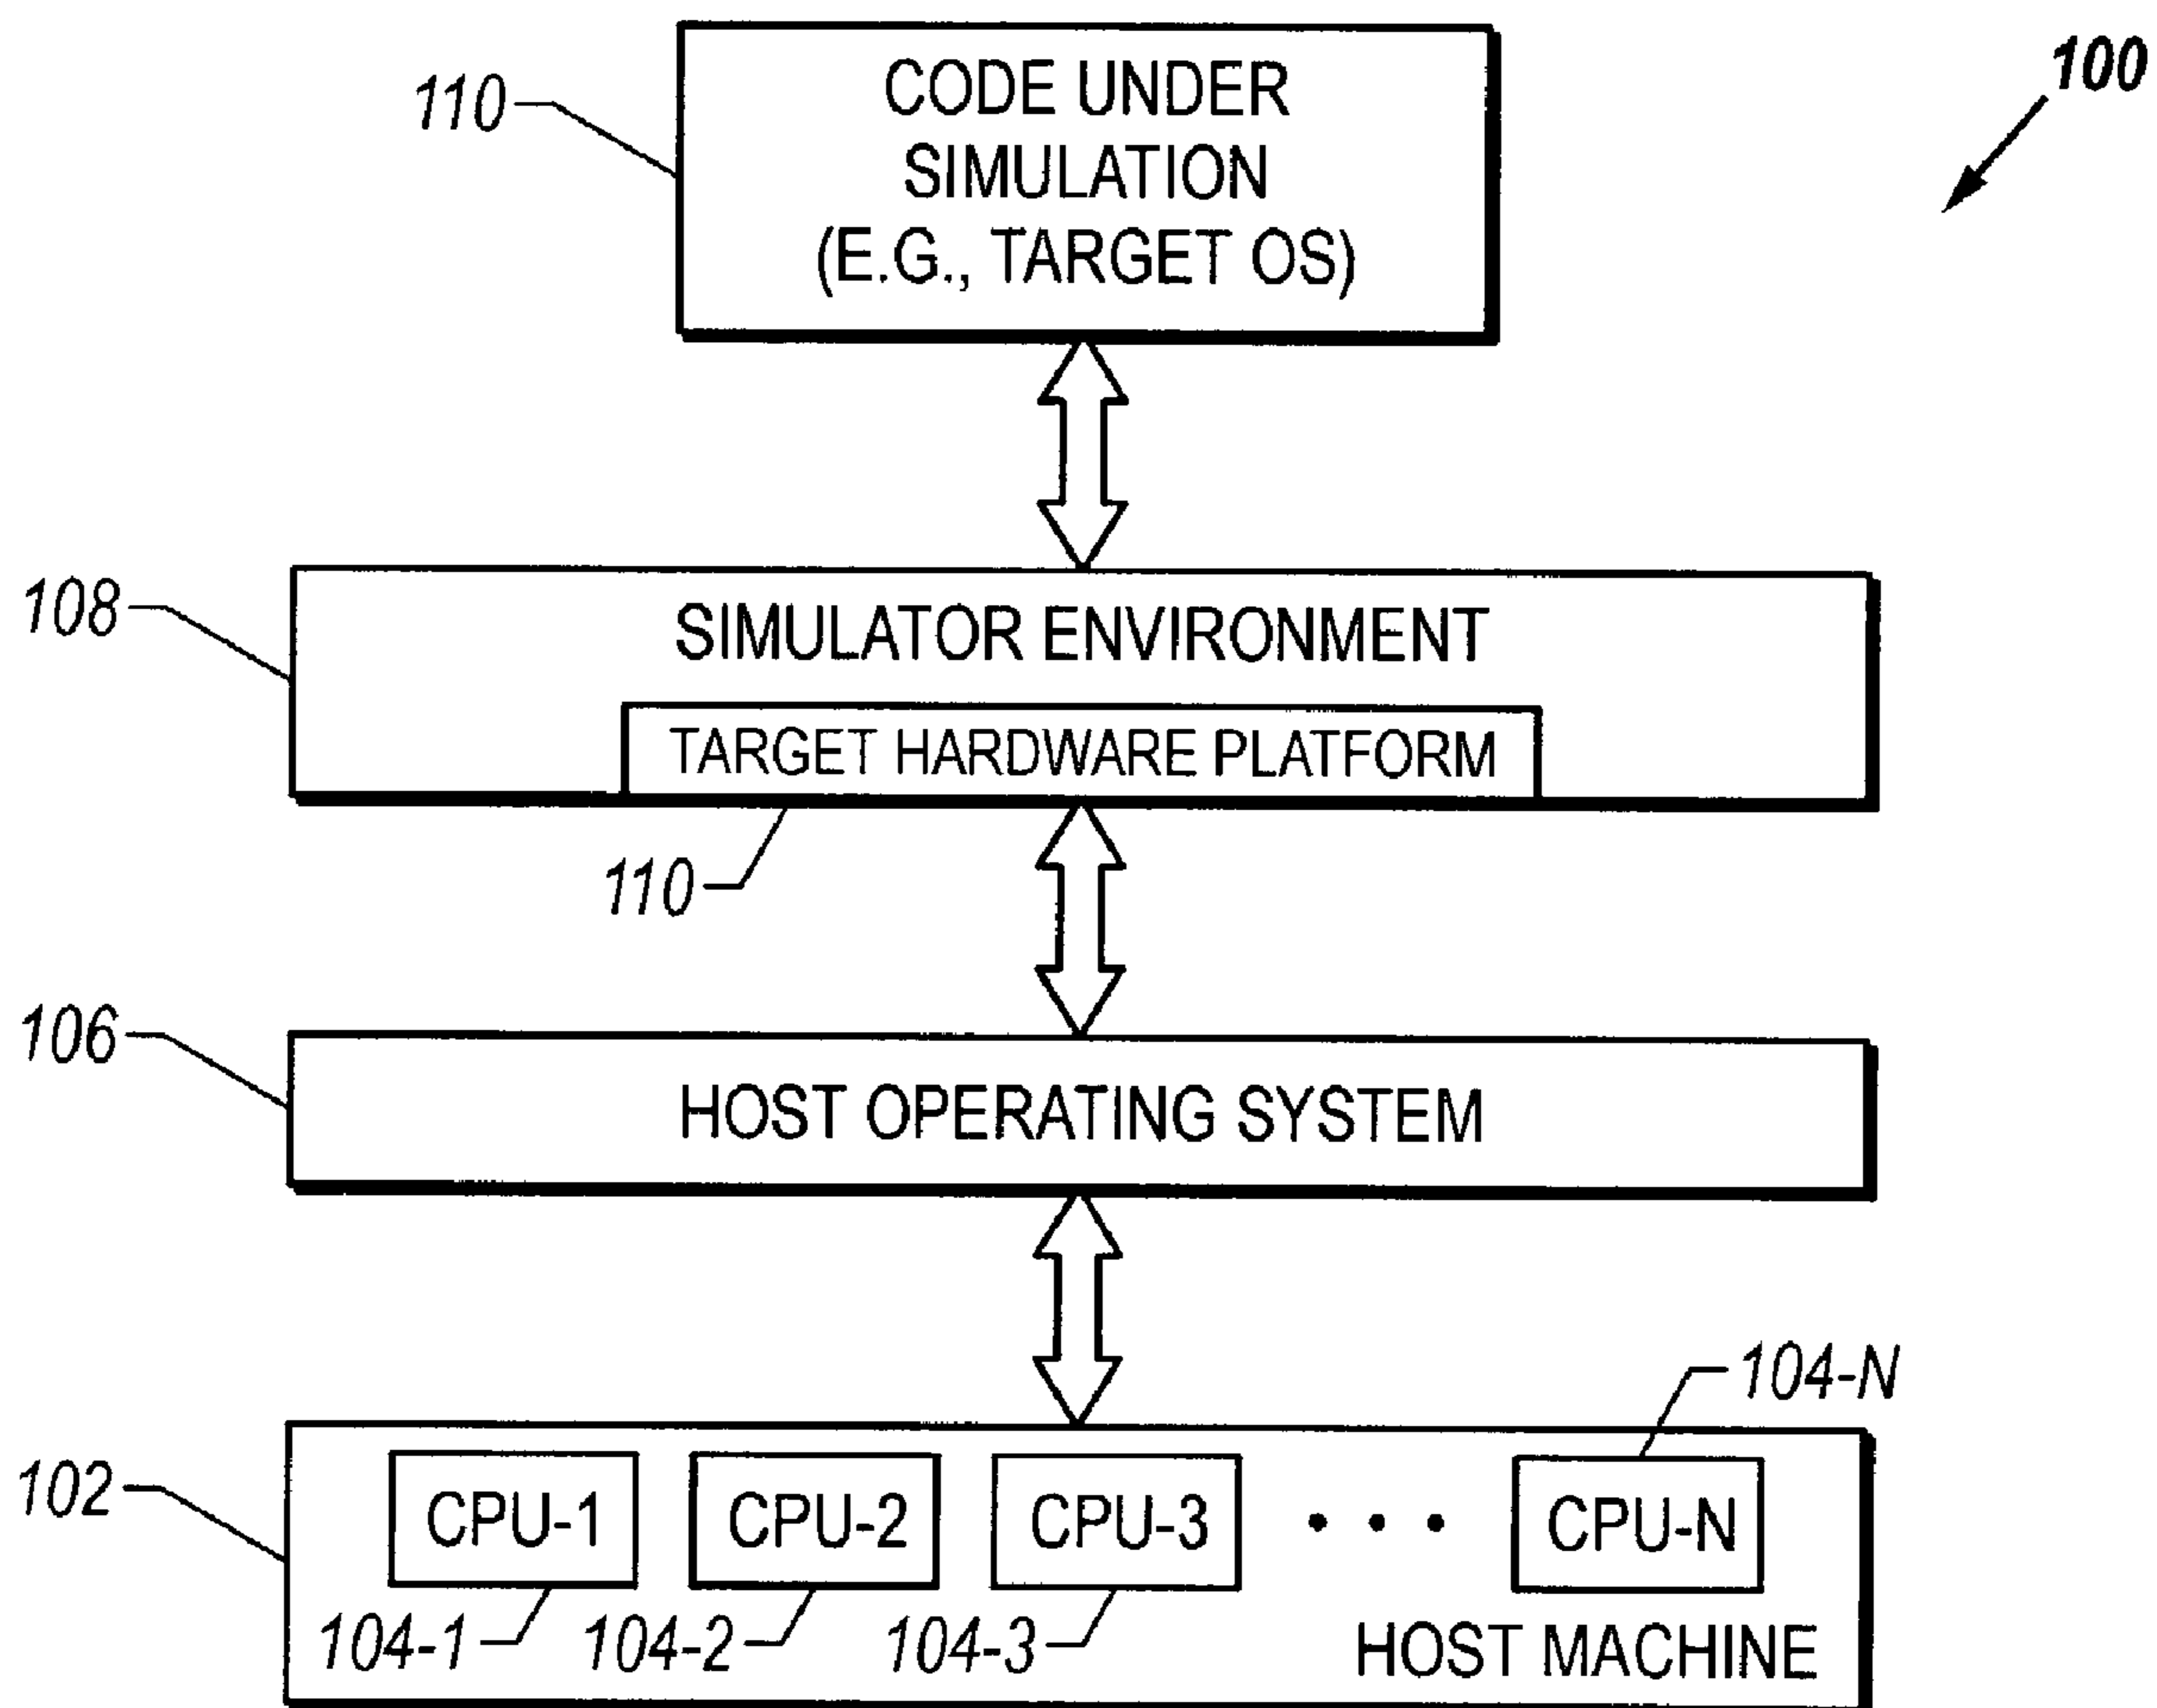 100
110
CODE UNDER
SIMULATION
(E.G., TARGET OS)
108
SIMULATOR ENVIRONMENT
TARGET HARDWARE PLATFORM
110
106
HOST OPERATING SYSTEM
104-N
102
CPU-1 CPU-2 CPU-3 • • • CPU-N
104-1 104-2 104-3
HOST MACHINE